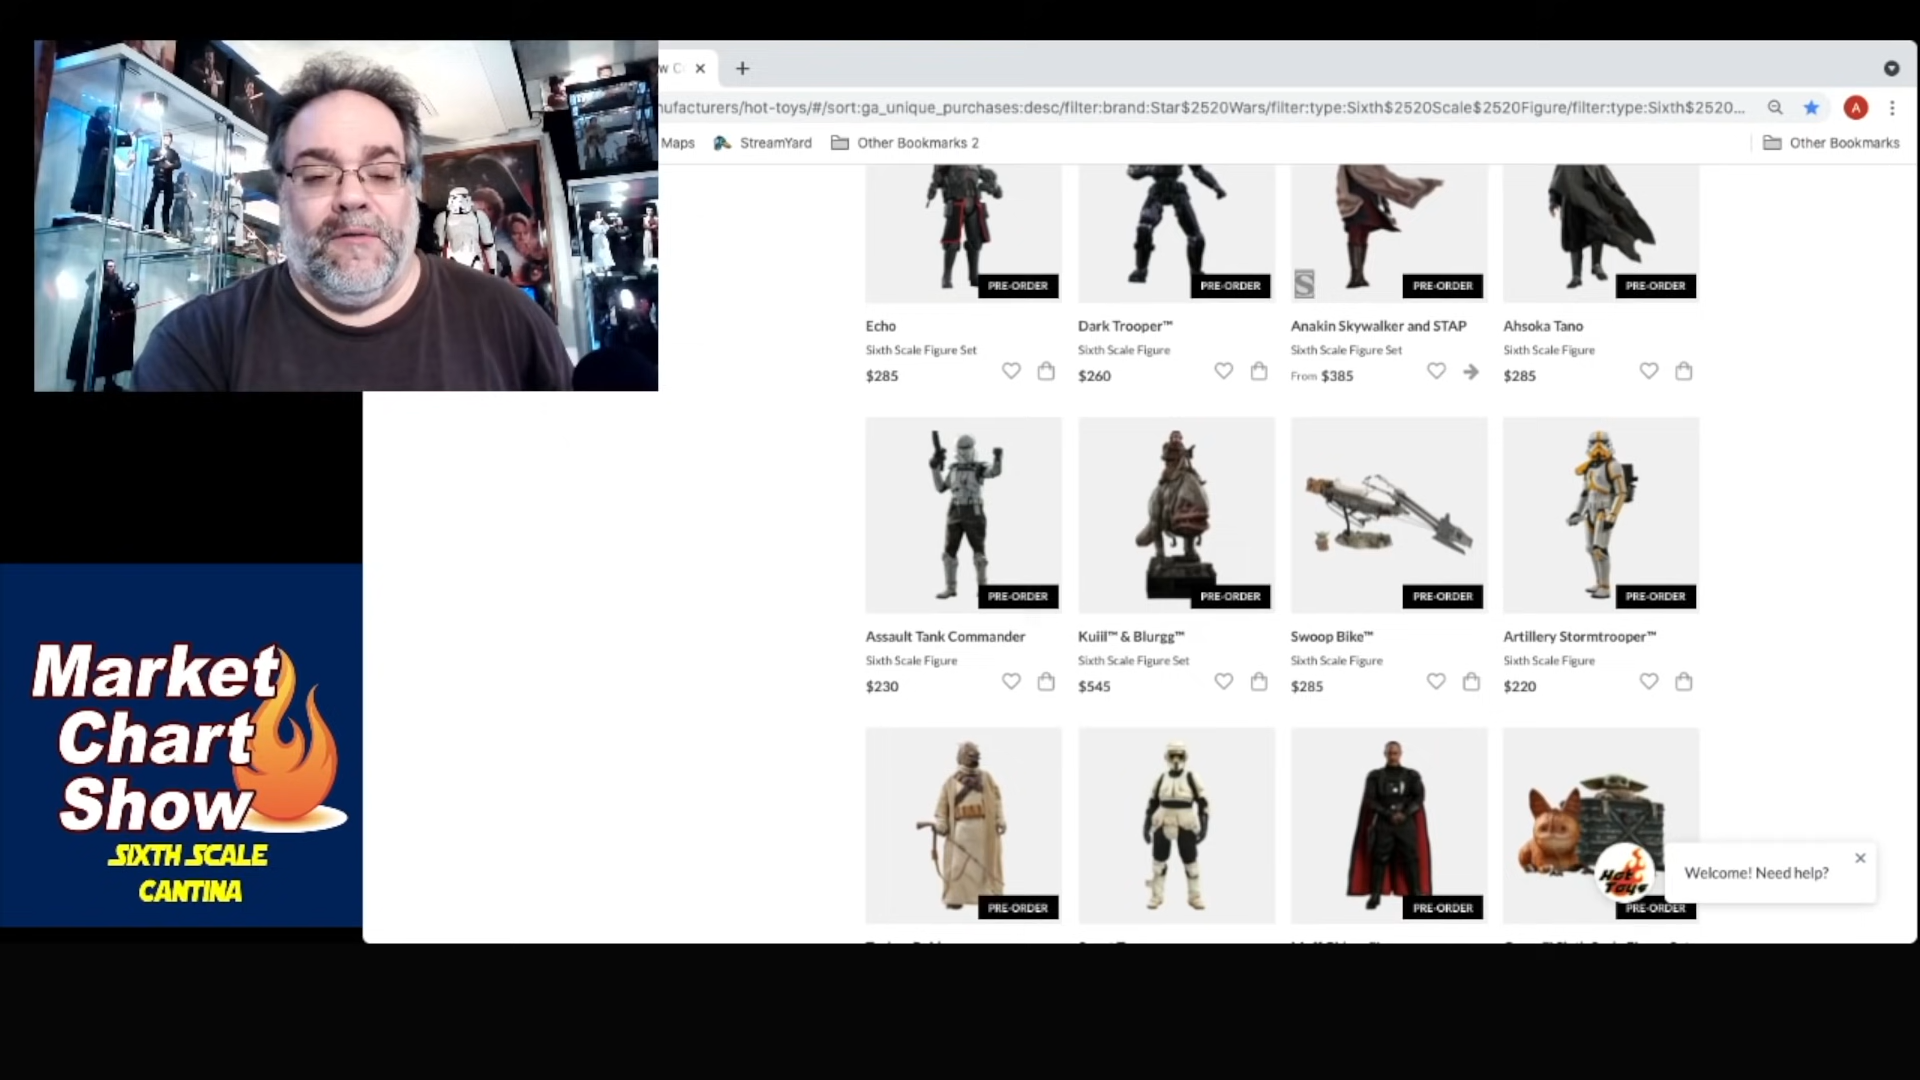 w C
ufacturers/hot-toys/#/sort:ga_unique_purchases:desc/filter:brand:Star$2520Wars/filter:type:Sixth$2520Scale$2520Figure/filter:type:Sixth$2520...
A
Maps
StreamYard
Other Bookmarks 2
Other Bookmarks
PRE-ORDER
PRE-ORDER
S
PRE-ORDER
PRE-ORDER
Echo
Sixth Scale Figure Set
$285
Dark Trooper™
Sixth Scale Figure
$260
Anakin Skywalker and STAP
Sixth Scale Figure Set
From $385
Ahsoka Tano
Sixth Scale Figure
$285
PRE-ORDER
PRE-ORDER
PRE-ORDER
PRE-ORDER
Assault Tank Commander
Sixth Scale Figure
$230
Kuiil™ & Blurgg™
Sixth Scale Figure Set
$545
Swoop Bike™
Sixth Scale Figure
$285
Artillery Stormtrooper™
Sixth Scale Figure
$220
PRE-ORDER
PRE-ORDER
PRE-ORDER
Hot
Toys
Welcome! Need help?
Market
Chart
Show
SIXTH SCALE
CANTINA